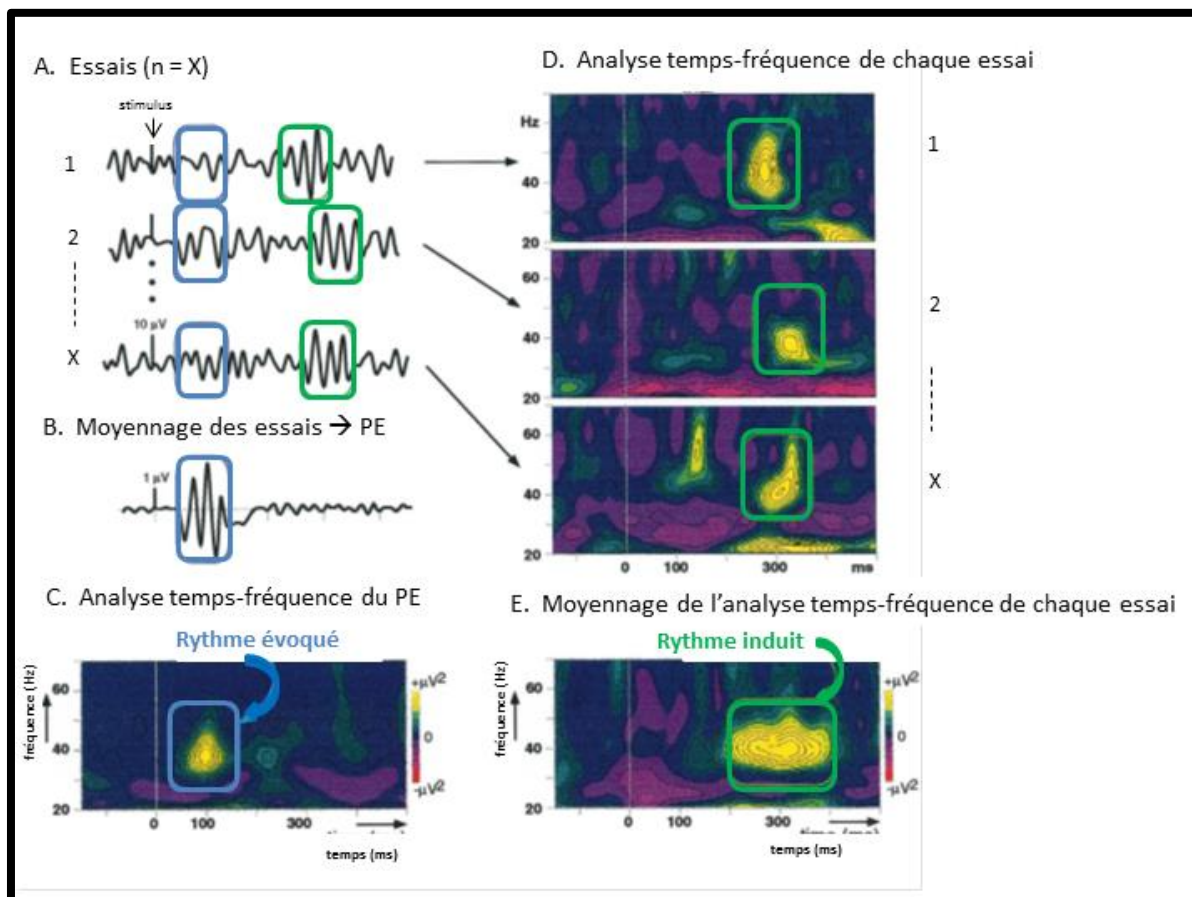 A. Essais (n = X)
stimulus
1
2
10 µV
X
B. Moyennage des essais → PE
1 µV
C. Analyse temps-fréquence du PE
Rythme évoqué
fréquence (Hz)
60
40
20
0 100 300
temps (ms)
+µV²
0
-µV²
D. Analyse temps-fréquence de chaque essai
Hz
40
20
1
60
40
20
2
60
40
20
X
0 100 300 ms
E. Moyennage de l'analyse temps-fréquence de chaque essai
Rythme induit
fréquence (Hz)
60
40
20
0 100 300
temps (ms)
+µV²
0
-µV²